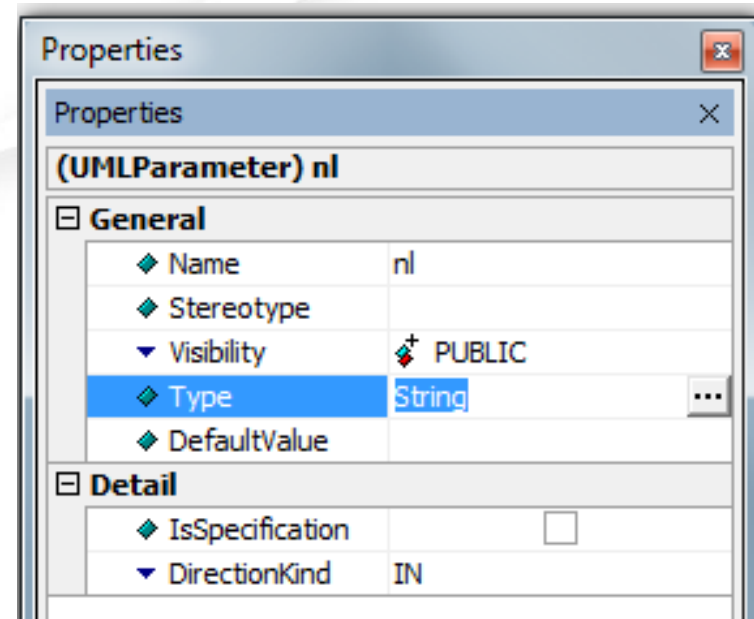 Properties
Properties
(UMLParameter) nl
General
Name nl
Stereotype
Visibility PUBLIC
Type String ...
DefaultValue
Detail
IsSpecification
DirectionKind IN